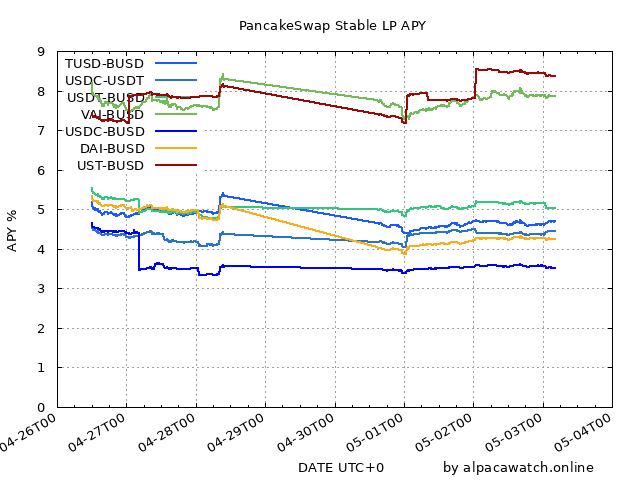 PancakeSwap Stable LP APY
9
8
7
6
5
4
3
2
1
0
APY %
TUSD-BUSD
USDC-USDT
USDT-BUSD
VAI-BUSD
USDC-BUSD
DAI-BUSD
UST-BUSD
04-26T00
04-27T00
04-28T00
04-29T00
04-30T00
05-01T00
05-02T00
05-03T00
05-04T00
DATE UTC+0
by alpacawatch.online